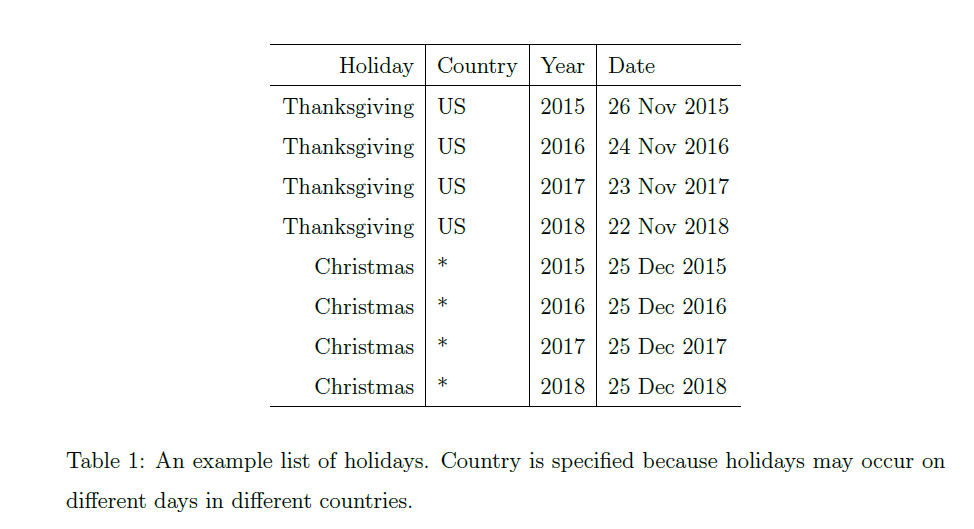 Holiday Country Year Date
Thanksgiving US 2015 26 Nov 2015
Thanksgiving US 2016 24 Nov 2016
Thanksgiving US 2017 23 Nov 2017
Thanksgiving US 2018 22 Nov 2018
Christmas * 2015 25 Dec 2015
Christmas * 2016 25 Dec 2016
Christmas * 2017 25 Dec 2017
Christmas * 2018 25 Dec 2018
Table 1: An example list of holidays. Country is specified because holidays may occur on
different days in different countries.